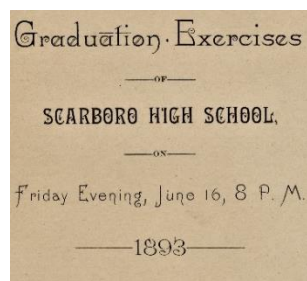 Graduation Exercises
OF
SCARBORO HIGH SCHOOL,
ON
Friday Evening, June 16, 8 P. M.
1893